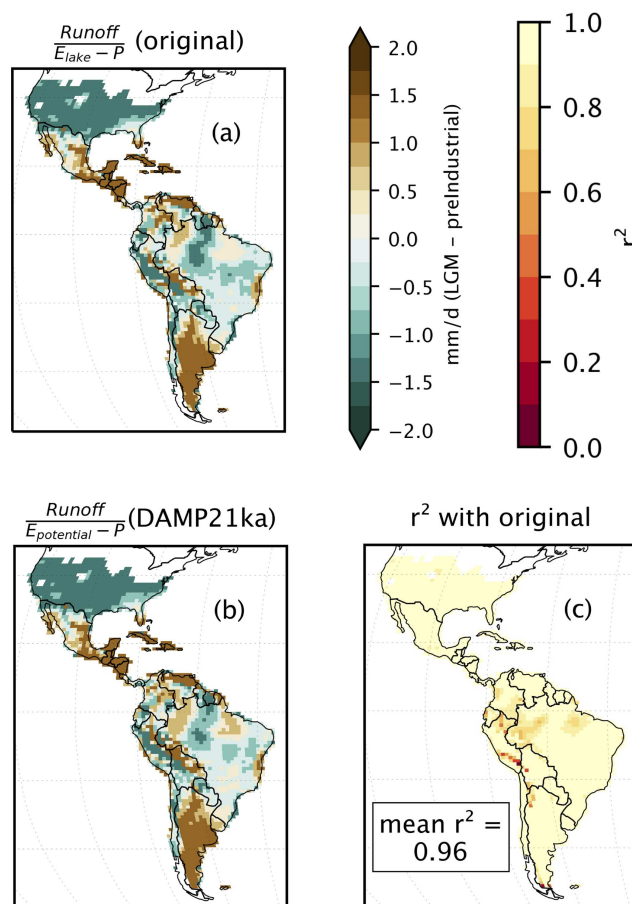 Runoff
E_lake − P
(original)
(a)
2.0
1.5
1.0
0.5
0.0
−0.5
−1.0
−1.5
−2.0
mm/d (LGM − preIndustrial)
1.0
0.8
0.6
0.4
0.2
0.0
r²
Runoff
E_potential − P
(DAMP21ka)
(b)
r² with original
(c)
mean r² =
0.96